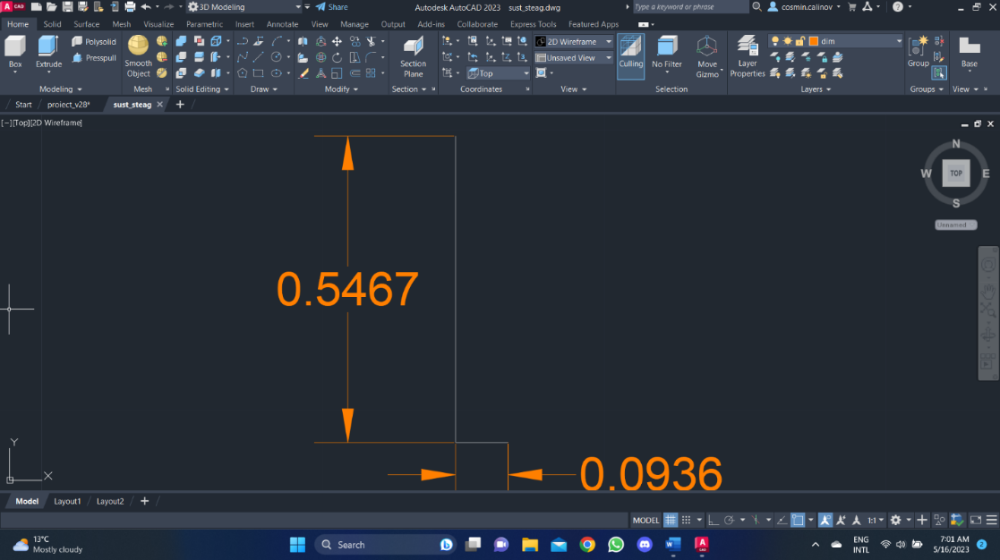 A CAD
3D Modeling
Share
Autodesk AutoCAD 2023 sust_steag.dwg
Type a keyword or phrase
cosmin.calinov
Home Solid Surface Mesh Visualize Parametric Insert Annotate View Manage Output Add-ins Collaborate Express Tools Featured Apps
Box
Extrude
Polysolid
Presspull
Smooth
Object
Section
Plane
2D Wireframe
Unsaved View
Top
Culling
No Filter
Move
Gizmo
Layer
Properties
dim
Group
Base
Modeling Mesh Solid Editing Draw Modify Section Coordinates View Selection Layers Groups View
Start proiect_v28* sust_steag
[−][Top][2D Wireframe]
N
W TOP E
S
Unnamed
0.5467
0.0936
Y
X
Model Layout1 Layout2
MODEL 1:1
13°C
Mostly cloudy
Search
ENG
INTL
7:01 AM
5/16/2023
2